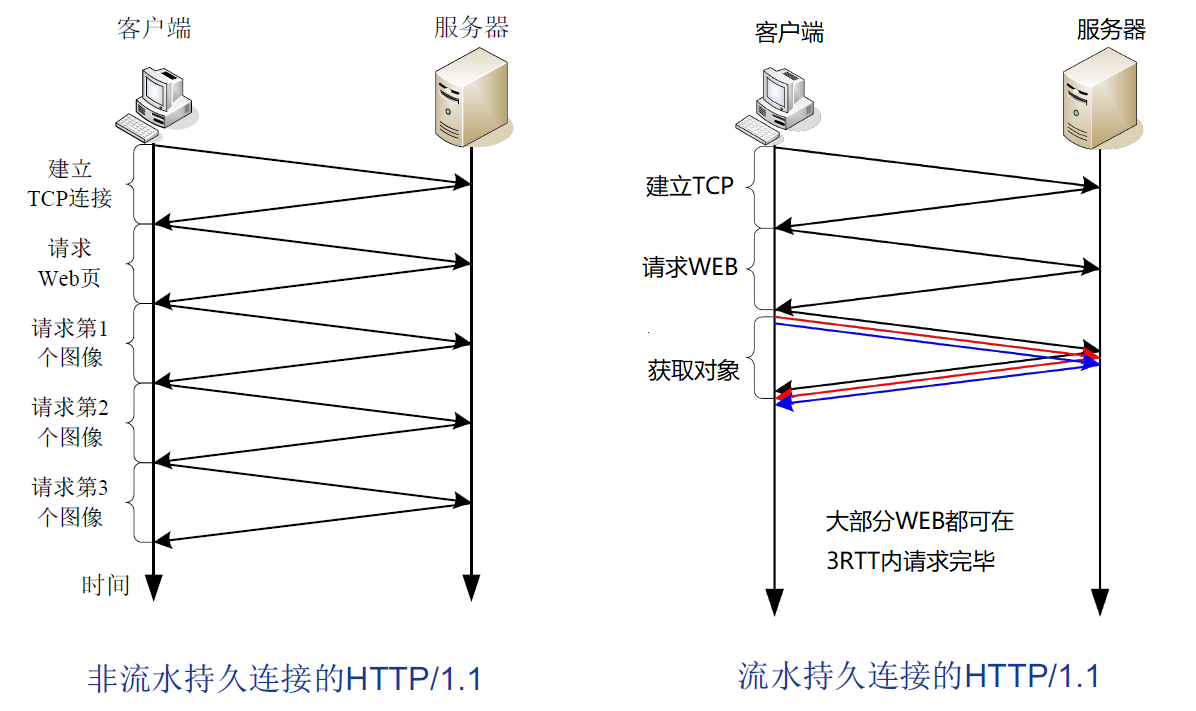 客户端
服务器
建立
TCP连接
请求
Web页
请求第1
个图像
请求第2
个图像
请求第3
个图像
时间
非流水持久连接的HTTP/1.1
客户端
服务器
建立TCP
请求WEB
获取对象
大部分WEB都可在
3RTT内请求完毕
流水持久连接的HTTP/1.1